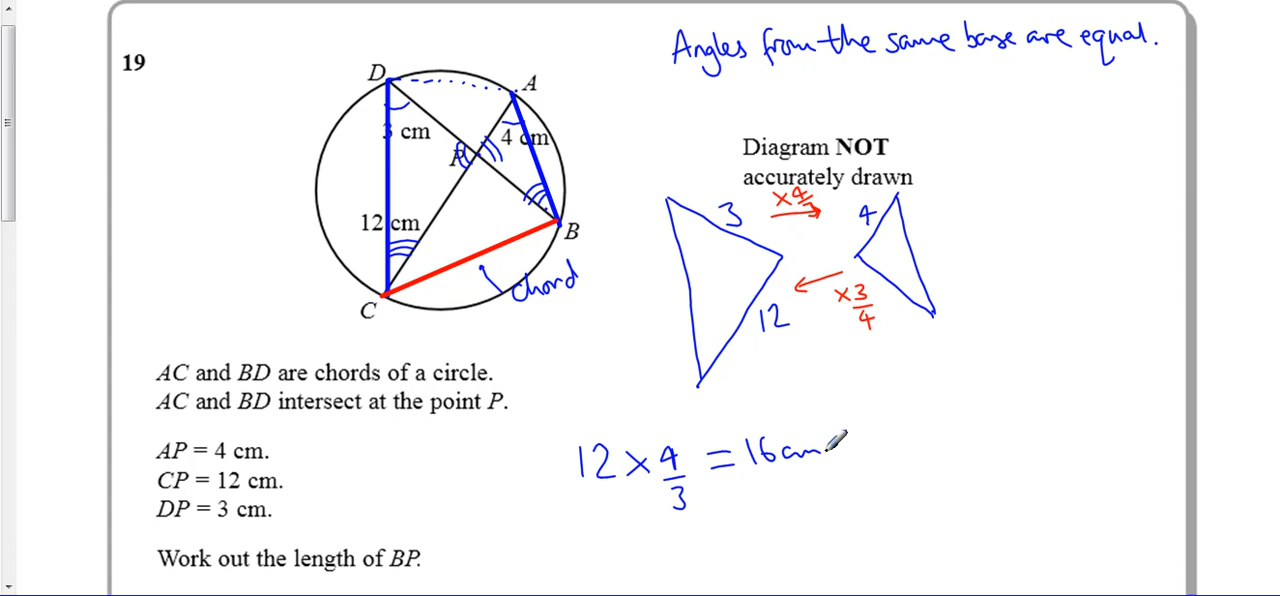 Angles from the same base are equal.
19
D
A
3 cm
4 cm
P
Diagram NOT
accurately drawn
×4/3
3
4
12 cm
B
×3/4
12
chord
C
AC and BD are chords of a circle.
AC and BD intersect at the point P.
AP = 4 cm.
CP = 12 cm.
DP = 3 cm.
12 × 4/3 = 16cm
Work out the length of BP.